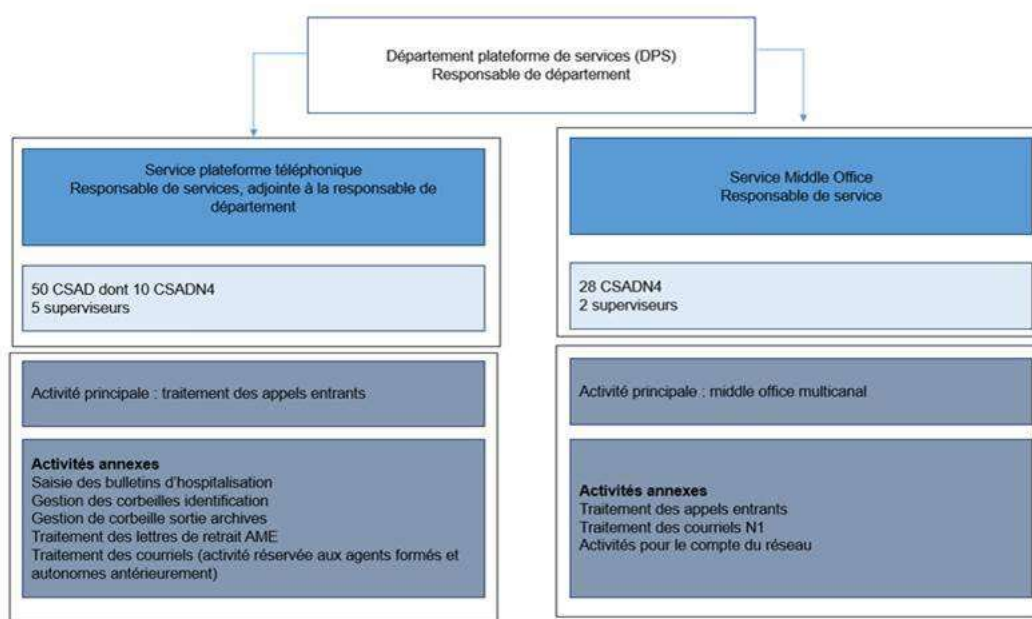 Département plateforme de services (DPS)
Responsable de département
Service plateforme téléphonique
Responsable de services, adjointe à la responsable de
département
50 CSAD dont 10 CSADN4
5 superviseurs
Activité principale : traitement des appels entrants
Activités annexes
Saisie des bulletins d'hospitalisation
Gestion des corbeilles identification
Gestion de corbeille sortie archives
Traitement des lettres de retrait AME
Traitement des courriels (activité réservée aux agents formés et
autonomes antérieurement)
Service Middle Office
Responsable de service
28 CSADN4
2 superviseurs
Activité principale : middle office multicanal
Activités annexes
Traitement des appels entrants
Traitement des courriels N1
Activités pour le compte du réseau